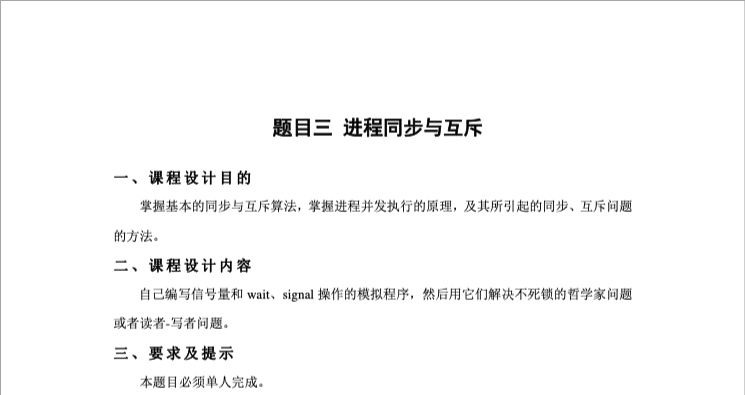 题目三 进程同步与互斥
一、课程设计目的
掌握基本的同步与互斥算法，掌握进程并发执行的原理，及其所引起的同步、互斥问题
的方法。
二、课程设计内容
自己编写信号量和 wait、signal 操作的模拟程序，然后用它们解决不死锁的哲学家问题
或者读者-写者问题。
三、要求及提示
本题目必须单人完成。